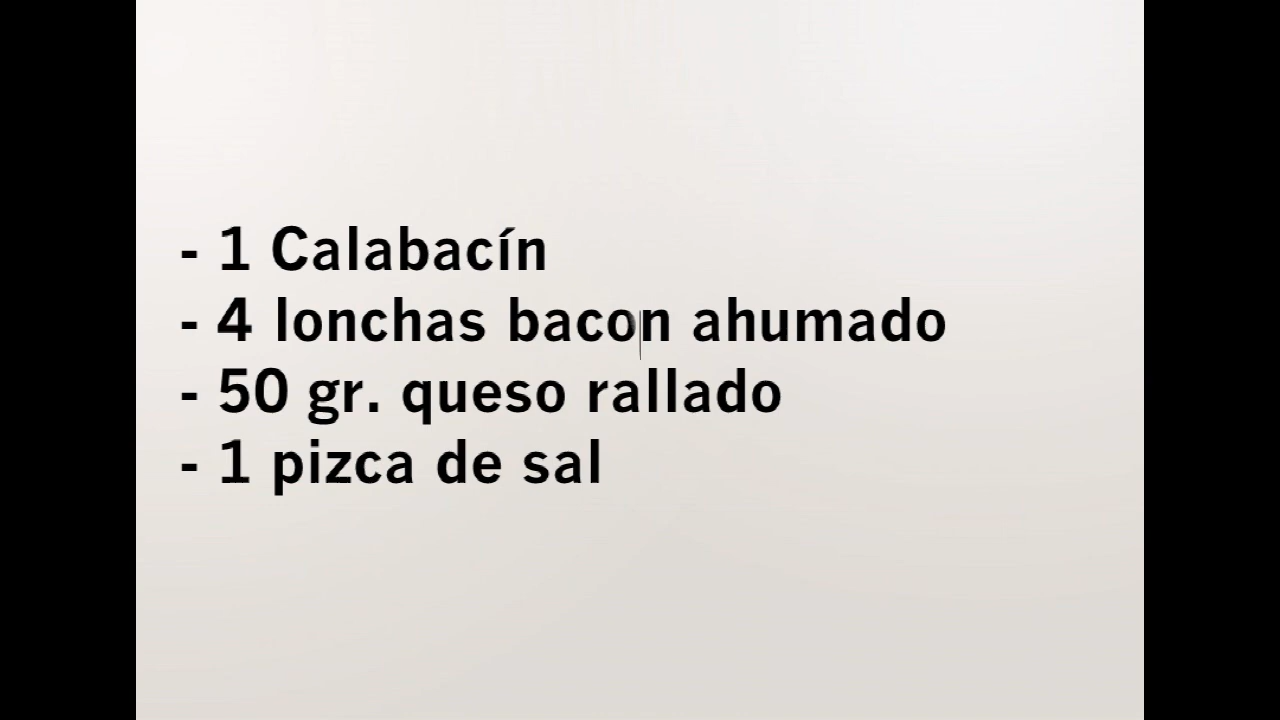 - 1 Calabacín
- 4 lonchas bacon ahumado
- 50 gr. queso rallado
- 1 pizca de sal